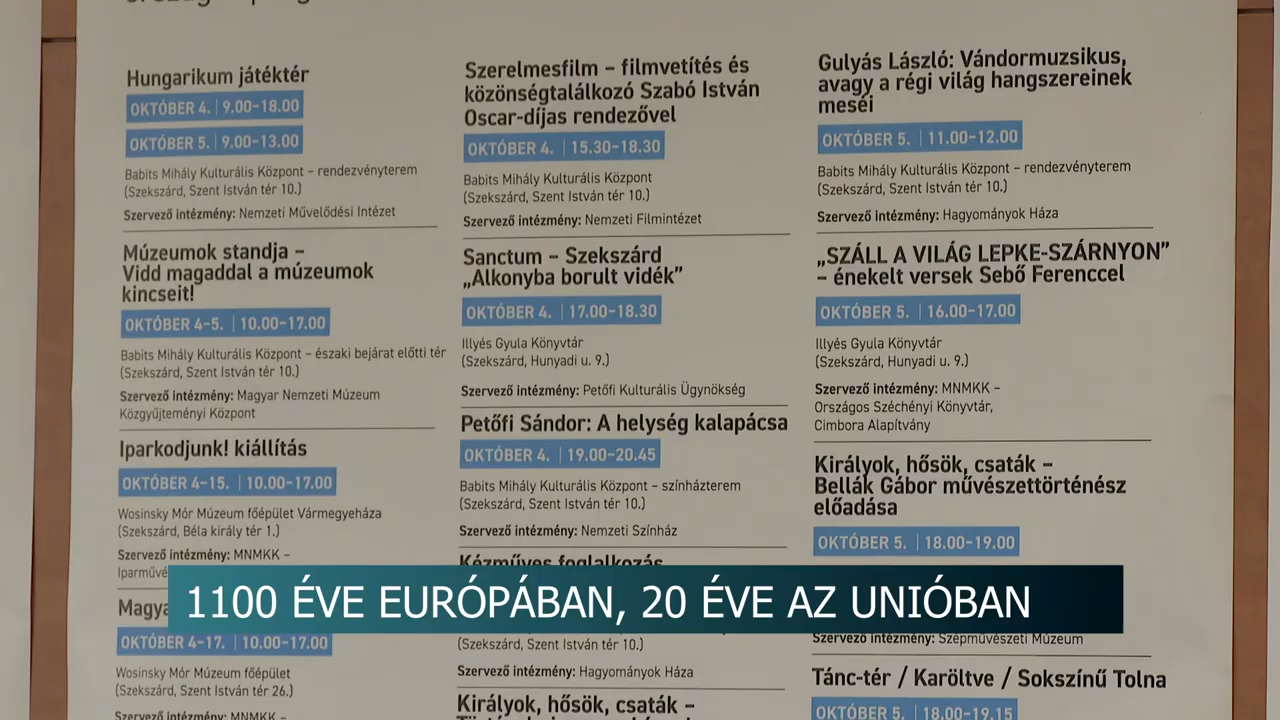 Hungarikum játéktér
OKTÓBER 4. | 9.00-18.00
OKTÓBER 5. | 9.00-13.00
Babits Mihály Kulturális Központ – rendezvényterem
(Szekszárd, Szent István tér 10.)
Szervező intézmény: Nemzeti Művelődési Intézet
Múzeumok standja –
Vidd magaddal a múzeumok
kincseit!
OKTÓBER 4-5. | 10.00-17.00
Babits Mihály Kulturális Központ – északi bejárat előtti tér
(Szekszárd, Szent István tér 10.)
Szervező intézmény: Magyar Nemzeti Múzeum
Közgyűjteményi Központ
Iparkodjunk! kiállítás
OKTÓBER 4-15. | 10.00-17.00
Wosinsky Mór Múzeum főépület Vármegyeháza
(Szekszárd, Béla király tér 1.)
Szervező intézmény: MNMKK –
OKTÓBER 4-17. | 10.00-17.00
Wosinsky Mór Múzeum főépület
(Szekszárd, Szent István tér 26.)
Szervező intézmény: MNMKK –
Szerelmesfilm – filmvetítés és
közönségtalálkozó Szabó István
Oscar-díjas rendezővel
OKTÓBER 4. | 15.30-18.30
Babits Mihály Kulturális Központ
(Szekszárd, Szent István tér 10.)
Szervező intézmény: Nemzeti Filmintézet
Sanctum – Szekszárd
„Alkonyba borult vidék”
OKTÓBER 4. | 17.00-18.30
Illyés Gyula Könyvtár
(Szekszárd, Hunyadi u. 9.)
Szervező intézmény: Petőfi Kulturális Ügynökség
Petőfi Sándor: A helység kalapácsa
OKTÓBER 4. | 19.00-20.45
Babits Mihály Kulturális Központ – színházterem
(Szekszárd, Szent István tér 10.)
Szervező intézmény: Nemzeti Színház
Kézműves foglalkozás
(Szekszárd, Szent István tér 10.)
Szervező intézmény: Hagyományok Háza
Királyok, hősök, csaták –
Gulyás László: Vándormuzsikus,
avagy a régi világ hangszereinek
meséi
OKTÓBER 5. | 11.00-12.00
Babits Mihály Kulturális Központ – rendezvényterem
(Szekszárd, Szent István tér 10.)
Szervező intézmény: Hagyományok Háza
„SZÁLL A VILÁG LEPKE-SZÁRNYON”
– énekelt versek Sebő Ferenccel
OKTÓBER 5. | 16.00-17.00
Illyés Gyula Könyvtár
(Szekszárd, Hunyadi u. 9.)
Szervező intézmény: MNMKK –
Országos Széchényi Könyvtár,
Cimbora Alapítvány
Királyok, hősök, csaták –
Bellák Gábor művészettörténész
előadása
OKTÓBER 5. | 18.00-19.00
Szervező intézmény: Szépművészeti Múzeum
Tánc-tér / Karöltve / Sokszínű Tolna
OKTÓBER 5. | 18.00-19.15
1100 ÉVE EURÓPÁBAN, 20 ÉVE AZ UNIÓBAN